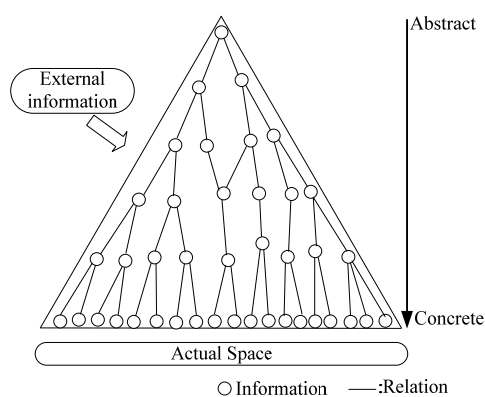 Abstract
External
information
Concrete
Actual Space
Information
:Relation